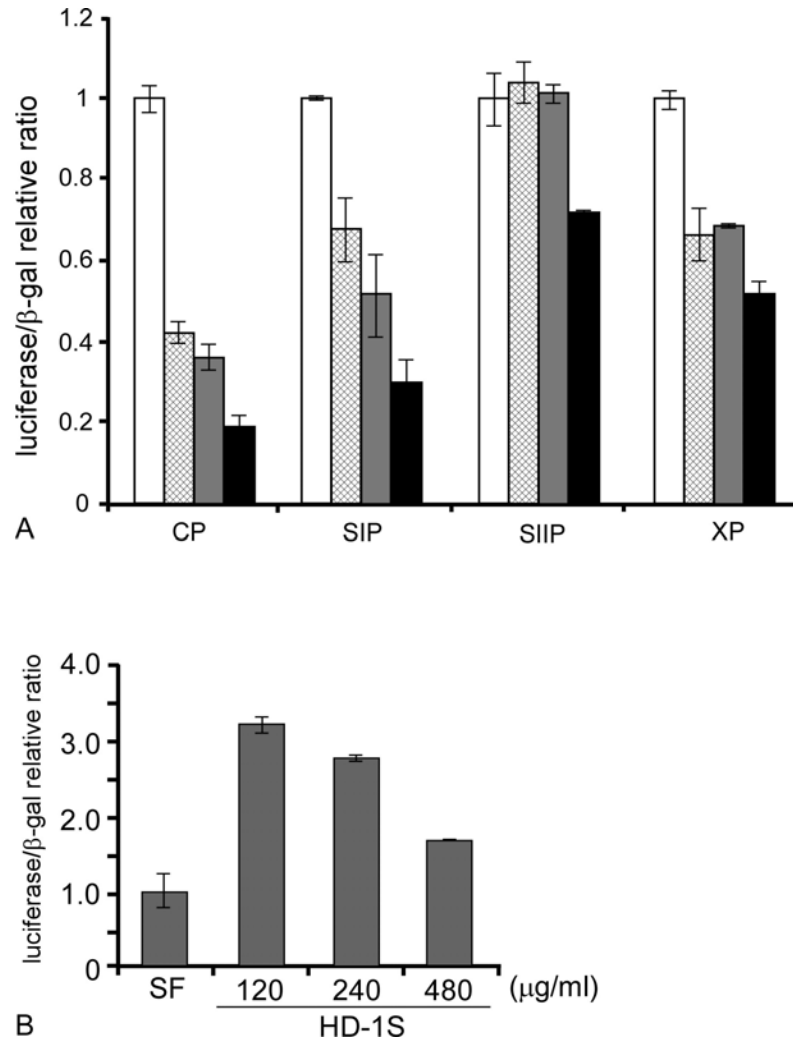 luciferase/β-gal relative ratio
1.2
1
0.8
0.6
0.4
0.2
0
CP SIP SIIP XP
A
luciferase/β-gal relative ratio
4.0
3.0
2.0
1.0
0
SF 120 240 480 (μg/ml)
HD-1S
B